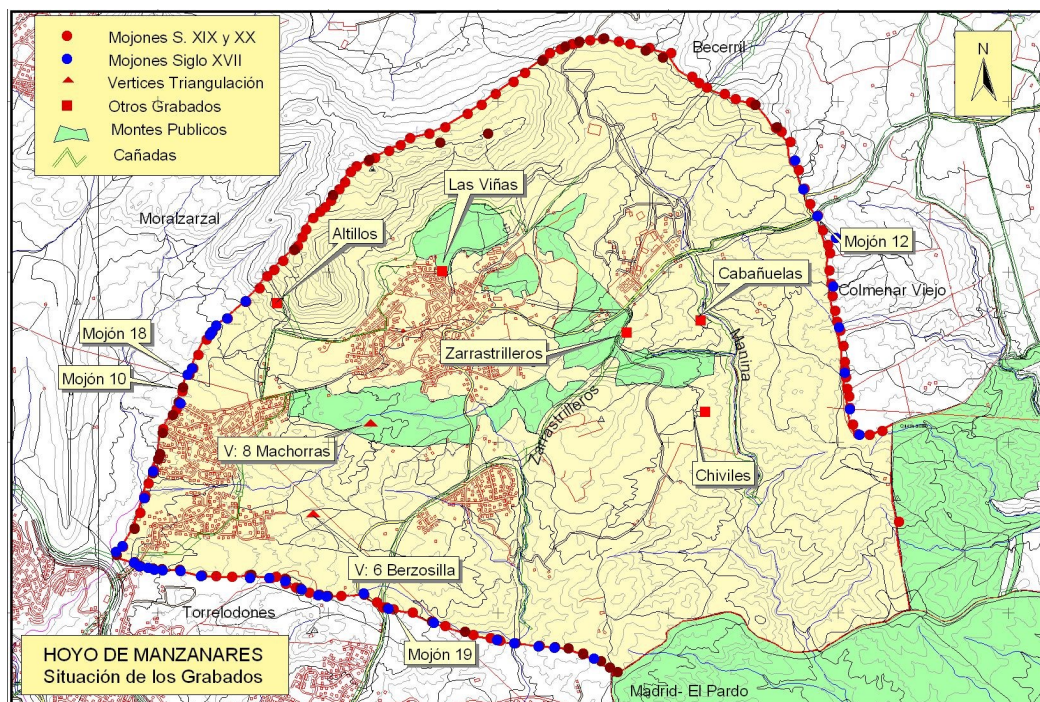 Mojones S. XIX y XX
Mojones Siglo XVII
Vertices Triangulación
Otros Grabados
Montes Publicos
Cañadas
Becerril
N
Las Viñas
Moralzarzal
Altillos
Mojón 12
Cabañuelas
Colmenar Viejo
Mojón 18
Zarrastrilleros
Manina
Mojón 10
Zarrastrilleros
V: 8 Machorras
Chiviles
V: 6 Berzosilla
Torrelodones
Mojón 19
HOYO DE MANZANARES
Situación de los Grabados
Madrid- El Pardo